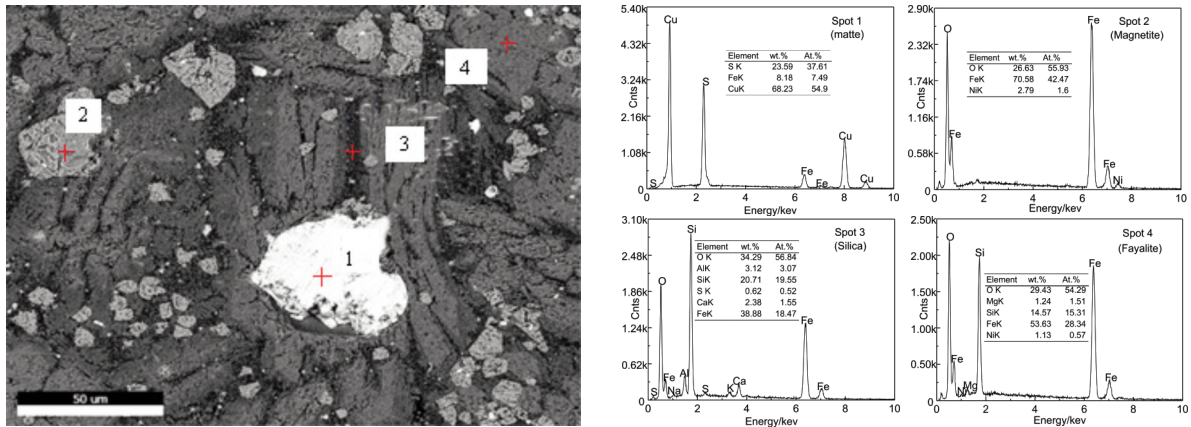 1
2
3
4
50 um
5.40k
4.32k
3.24k
2.16k
1.08k
0
Cnts
Cu
S
S
Fe
Fe
Cu
Cu
Spot 1
(matte)
Element wt.% At.%
S K 23.59 37.61
FeK 8.18 7.49
CuK 68.23 54.9
0 2 4 6 8 10
Energy/kev
2.90k
2.32k
1.74k
1.16k
0.58k
0
Cnts
O
Fe
Fe
Fe
Ni
Spot 2
(Magnetite)
Element wt.% At.%
O K 26.63 55.93
FeK 70.58 42.47
NiK 2.79 1.6
0 2 4 6 8 10
Energy/kev
3.10k
2.48k
1.86k
1.24k
0.62k
0
Cnts
S
O
Fe
Na
Al
Si
S
K
Ca
Fe
Fe
Spot 3
(Silica)
Element wt.% At.%
O K 34.29 56.84
AlK 3.12 3.07
SiK 20.71 19.55
S K 0.62 0.52
CaK 2.38 1.55
FeK 38.88 18.47
0 2 4 6 8 10
Energy/kev
2.50k
2.00k
1.50k
1.00k
0.50k
0
Cnts
O
Fe
Mg
Si
Fe
Fe
Spot 4
(Fayalite)
Element wt.% At.%
O K 29.43 54.29
MgK 1.24 1.51
SiK 14.57 15.31
FeK 53.63 28.34
NiK 1.13 0.57
0 2 4 6 8 10
Energy/kev